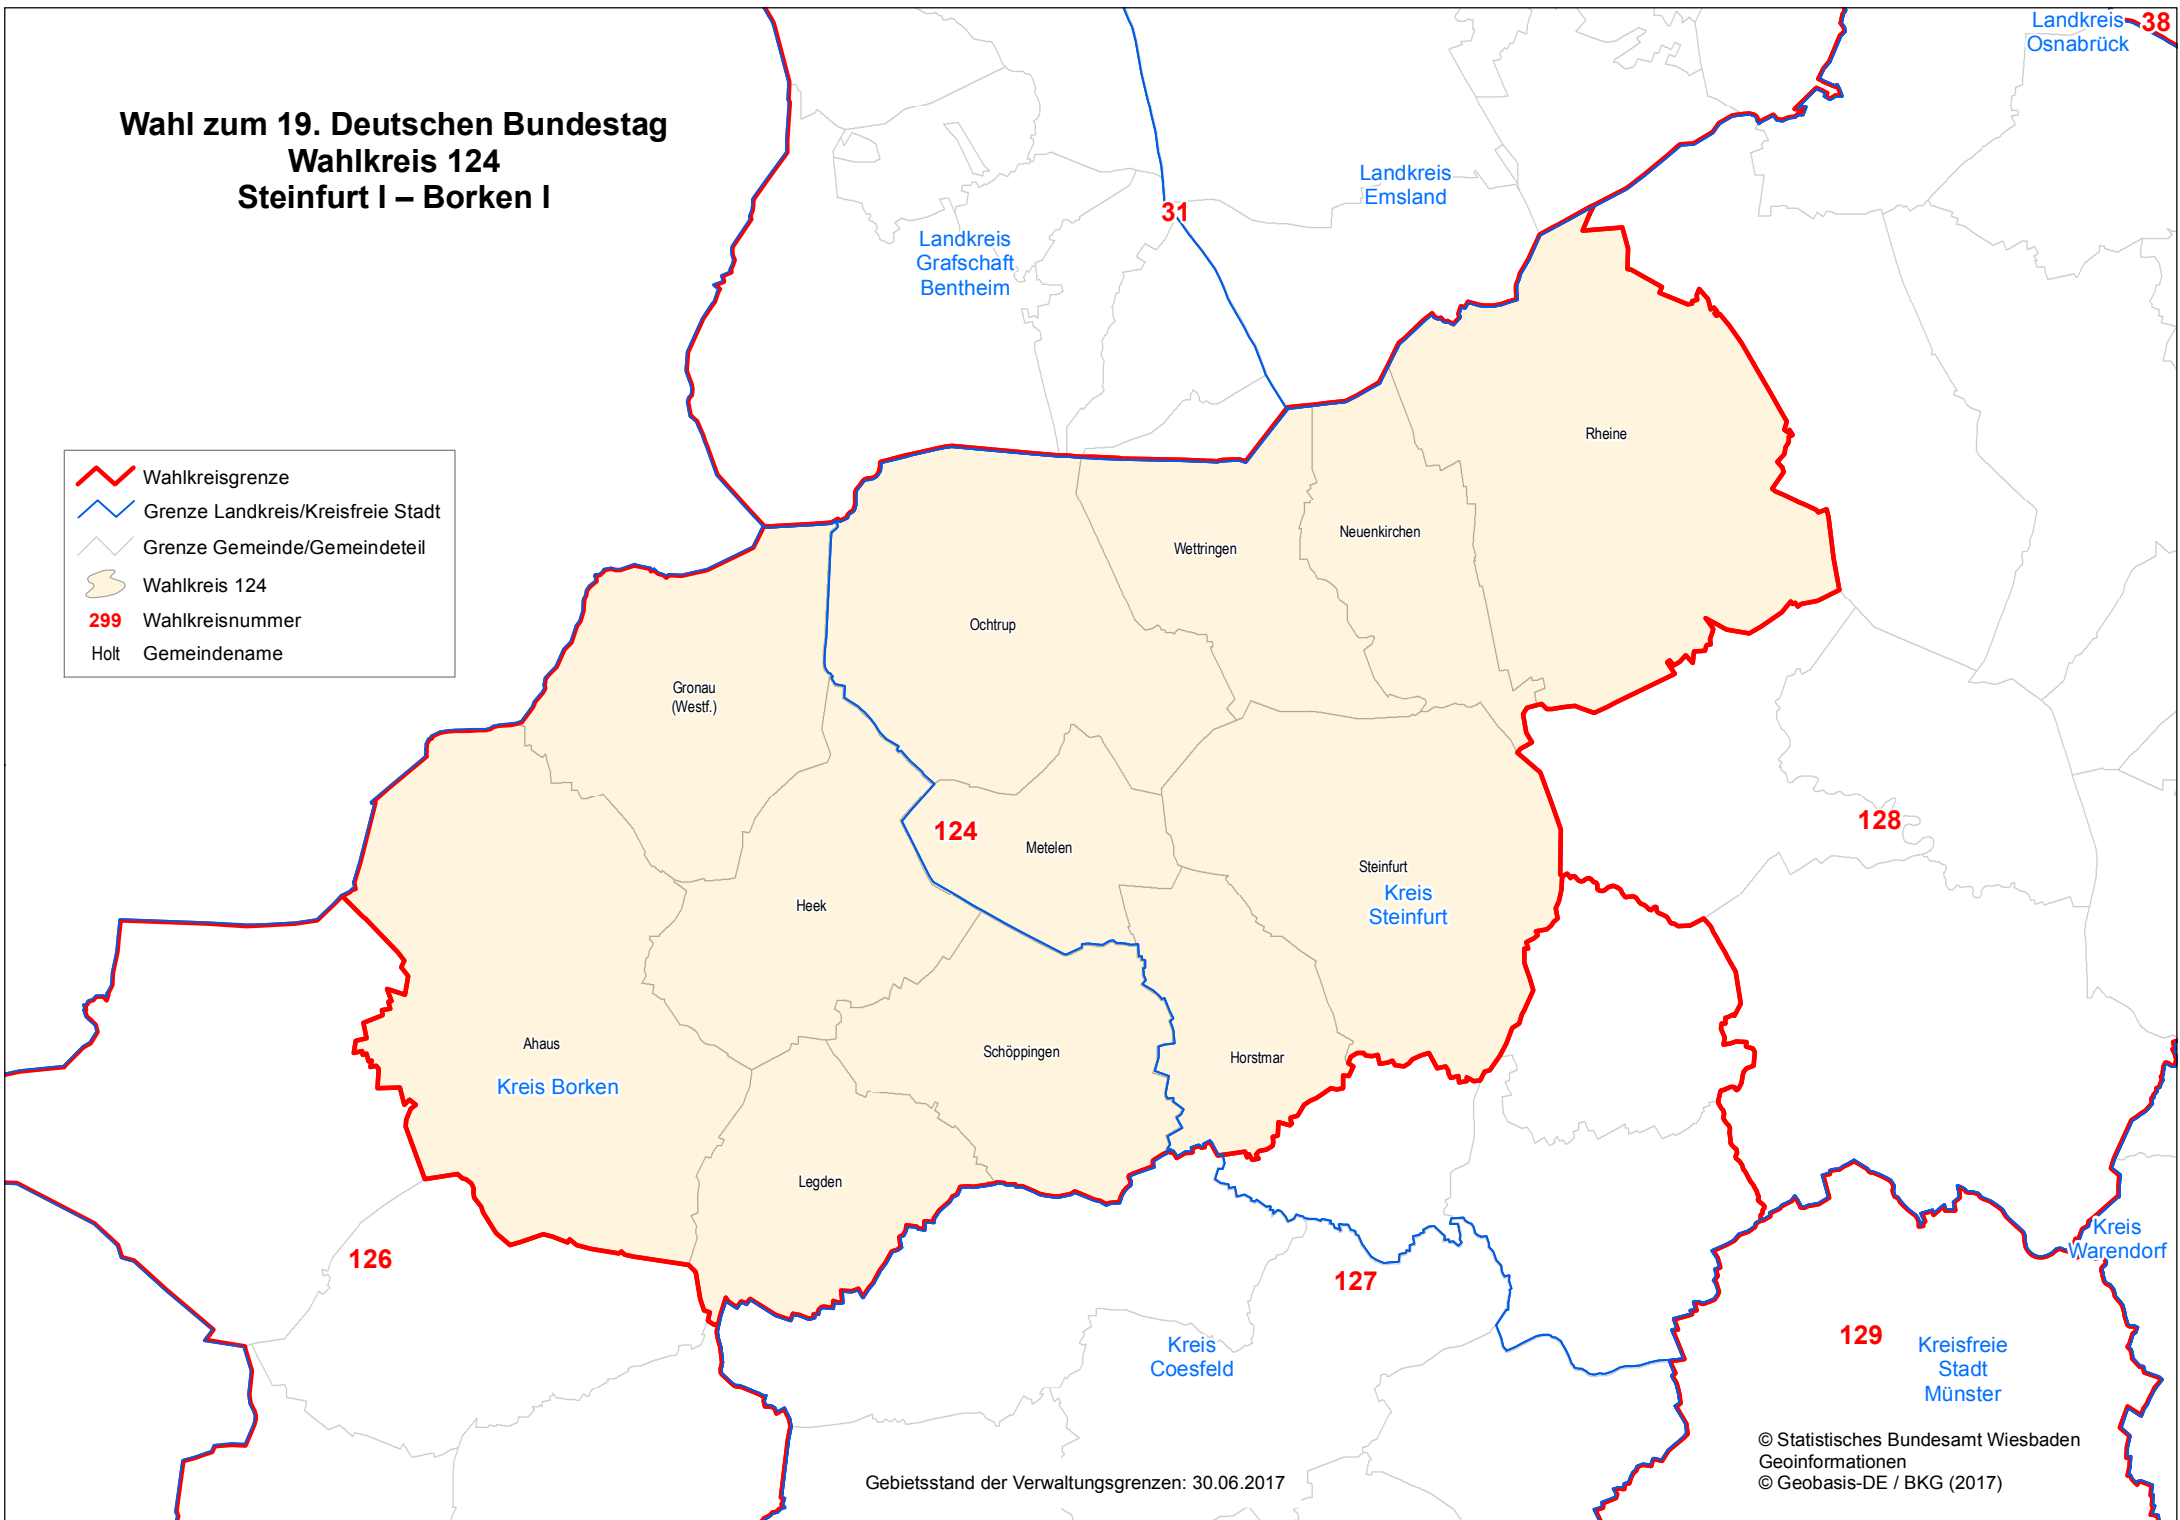 Wahl zum 19. Deutschen Bundestag
Wahlkreis 124
Steinfurt I – Borken I
Landkreis
Osnabrück
38
Landkreis
Emsland
31
Landkreis
Grafschaft
Bentheim
Wahlkreisgrenze
Grenze Landkreis/Kreisfreie Stadt
Grenze Gemeinde/Gemeindeteil
Wahlkreis 124
299 Wahlkreisnummer
Holt Gemeindename
Rheine
Neuenkirchen
Wettringen
Ochtrup
Gronau
(Westf.)
124
Metelen
128
Steinfurt
Kreis
Steinfurt
Heek
Ahaus
Kreis Borken
Schöppingen
Horstmar
Legden
126
127
Kreis
Warendorf
Kreis
Coesfeld
129
Kreisfreie
Stadt
Münster
Gebietsstand der Verwaltungsgrenzen: 30.06.2017
© Statistisches Bundesamt Wiesbaden
Geoinformationen
© Geobasis-DE / BKG (2017)